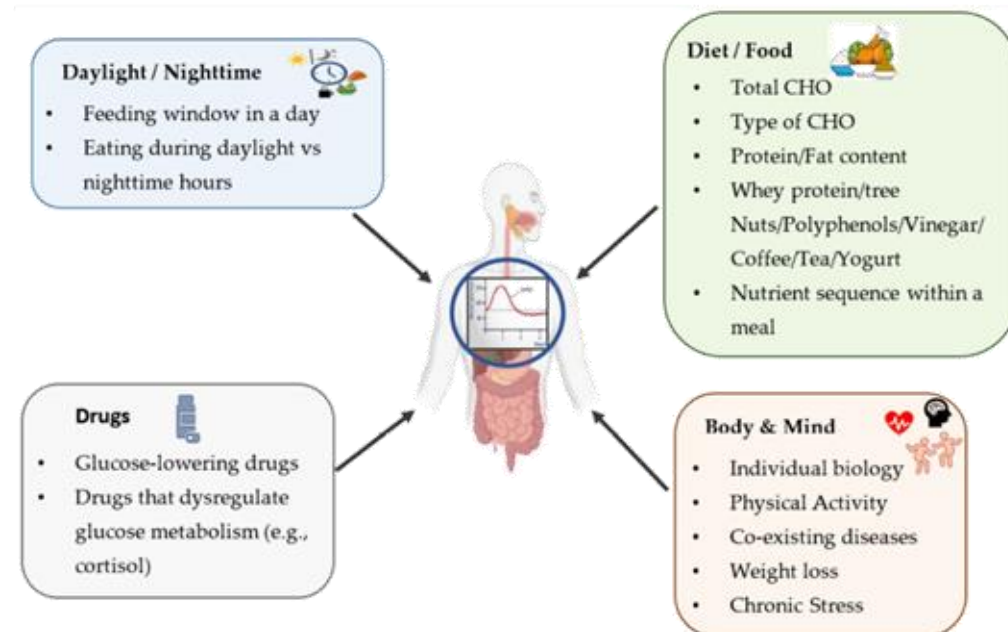 Daylight / Nighttime
• Feeding window in a day
• Eating during daylight vs
nighttime hours
Diet / Food
• Total CHO
• Type of CHO
• Protein/Fat content
• Whey protein/tree
Nuts/Polyphenols/Vinegar/
Coffee/Tea/Yogurt
• Nutrient sequence within a
meal
Drugs
• Glucose-lowering drugs
• Drugs that dysregulate
glucose metabolism (e.g.,
cortisol)
Body & Mind
• Individual biology
• Physical Activity
• Co-existing diseases
• Weight loss
• Chronic Stress